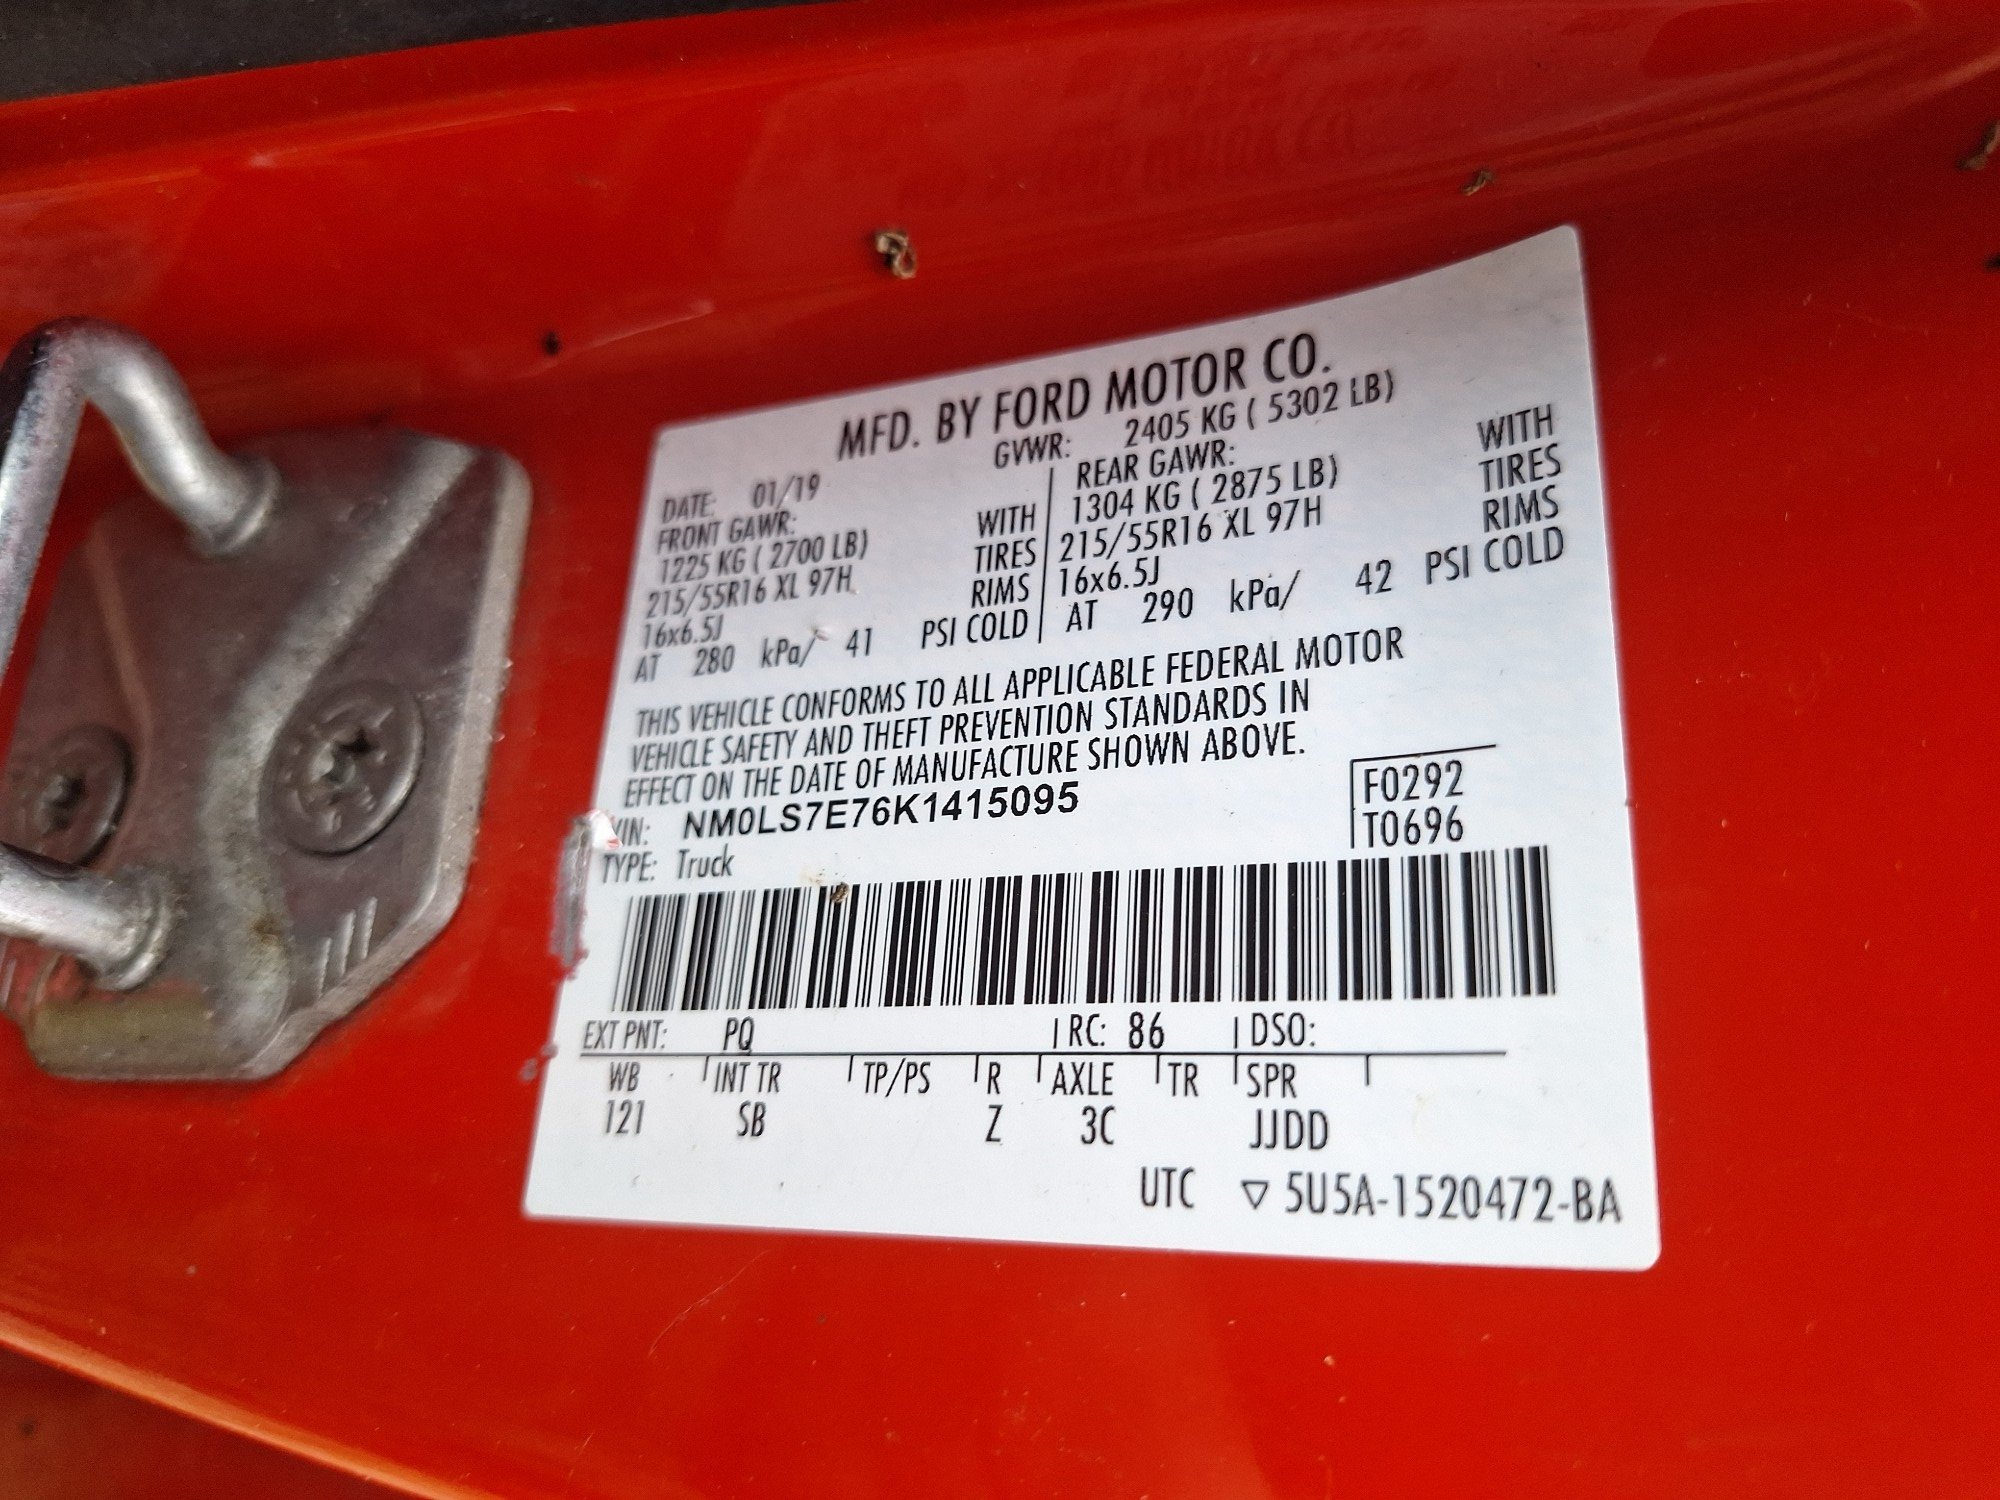 MFD. BY FORD MOTOR CO.
DATE: 01/19 GVWR: 2405 KG ( 5302 LB)
FRONT GAWR: REAR GAWR:
1225 KG ( 2700 LB) WITH 1304 KG ( 2875 LB) WITH
215/55R16 XL 97H TIRES 215/55R16 XL 97H TIRES
16x6.5J RIMS 16x6.5J RIMS
AT 280 kPa/ 41 PSI COLD AT 290 kPa/ 42 PSI COLD
THIS VEHICLE CONFORMS TO ALL APPLICABLE FEDERAL MOTOR
VEHICLE SAFETY AND THEFT PREVENTION STANDARDS IN
EFFECT ON THE DATE OF MANUFACTURE SHOWN ABOVE.
VIN: NM0LS7E76K1415095 F0292
TYPE: Truck T0696
EXT PNT: PQ RC: 86 DSO:
WB INT TR TP/PS R AXLE TR SPR
121 SB Z 3C JJDD
UTC ▽ 5U5A-1520472-BA